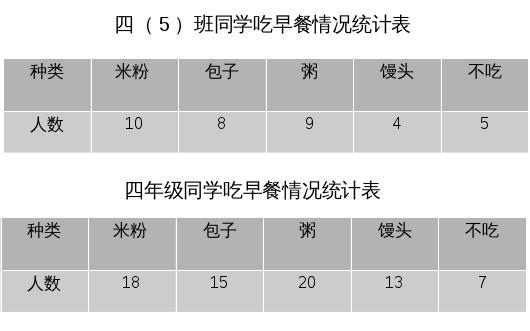 四（5）班同学吃早餐情况统计表
种类 米粉 包子 粥 馒头 不吃
人数 10 8 9 4 5
四年级同学吃早餐情况统计表
种类 米粉 包子 粥 馒头 不吃
人数 18 15 20 13 7